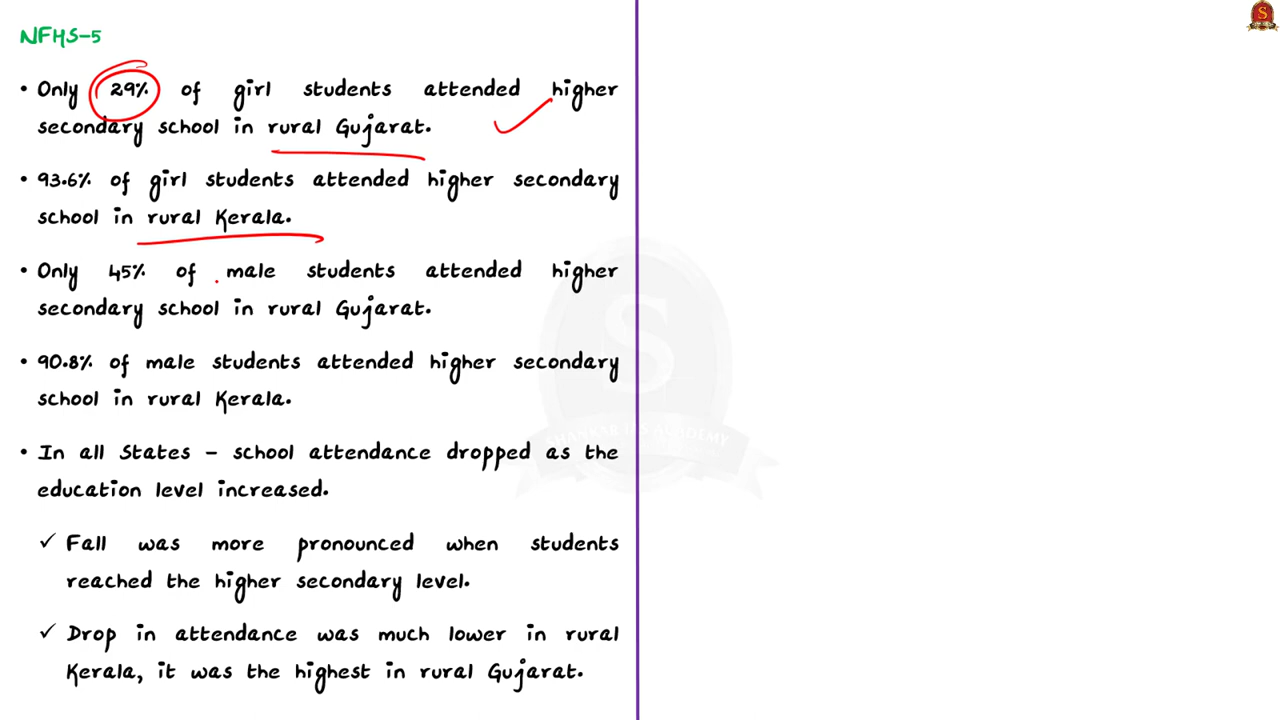 NFHS-5
• Only 29% of girl students attended higher
secondary school in rural Gujarat.
• 93.6% of girl students attended higher secondary
school in rural Kerala.
• Only 45% of male students attended higher
secondary school in rural Gujarat.
• 90.8% of male students attended higher secondary
school in rural Kerala.
• In all States – school attendance dropped as the
education level increased.
✓ Fall was more pronounced when students
reached the higher secondary level.
✓ Drop in attendance was much lower in rural
Kerala, it was the highest in rural Gujarat.
S
SHANKAR IAS ACADEMY